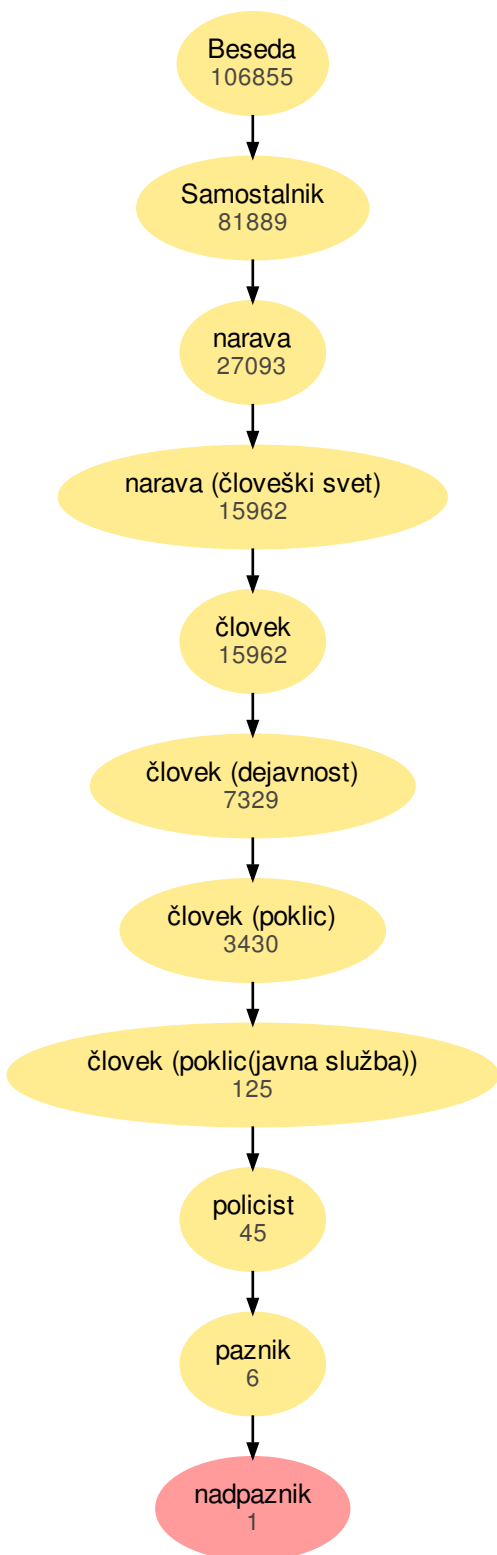 Beseda
106855
Samostalnik
81889
narava
27093
narava (človeški svet)
15962
človek
15962
človek (dejavnost)
7329
človek (poklic)
3430
človek (poklic(javna služba))
125
policist
45
paznik
6
nadpaznik
1